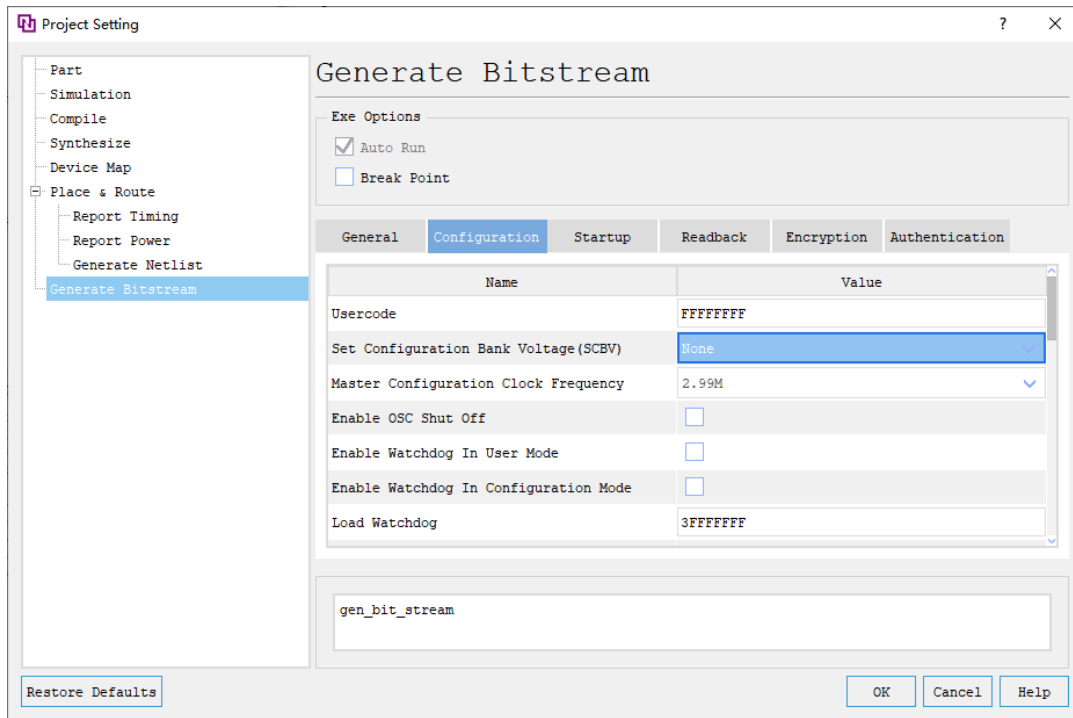 Project Setting
?
Part
Simulation
Compile
Synthesize
Device Map
Place & Route
Report Timing
Report Power
Generate Netlist
Generate Bitstream
Generate Bitstream
Exe Options
Auto Run
Break Point
General Configuration Startup Readback Encryption Authentication
Name Value
Usercode FFFFFFFF
Set Configuration Bank Voltage(SCBV) None
Master Configuration Clock Frequency 2.99M
Enable OSC Shut Off
Enable Watchdog In User Mode
Enable Watchdog In Configuration Mode
Load Watchdog 3FFFFFFF
gen_bit_stream
Restore Defaults OK Cancel Help